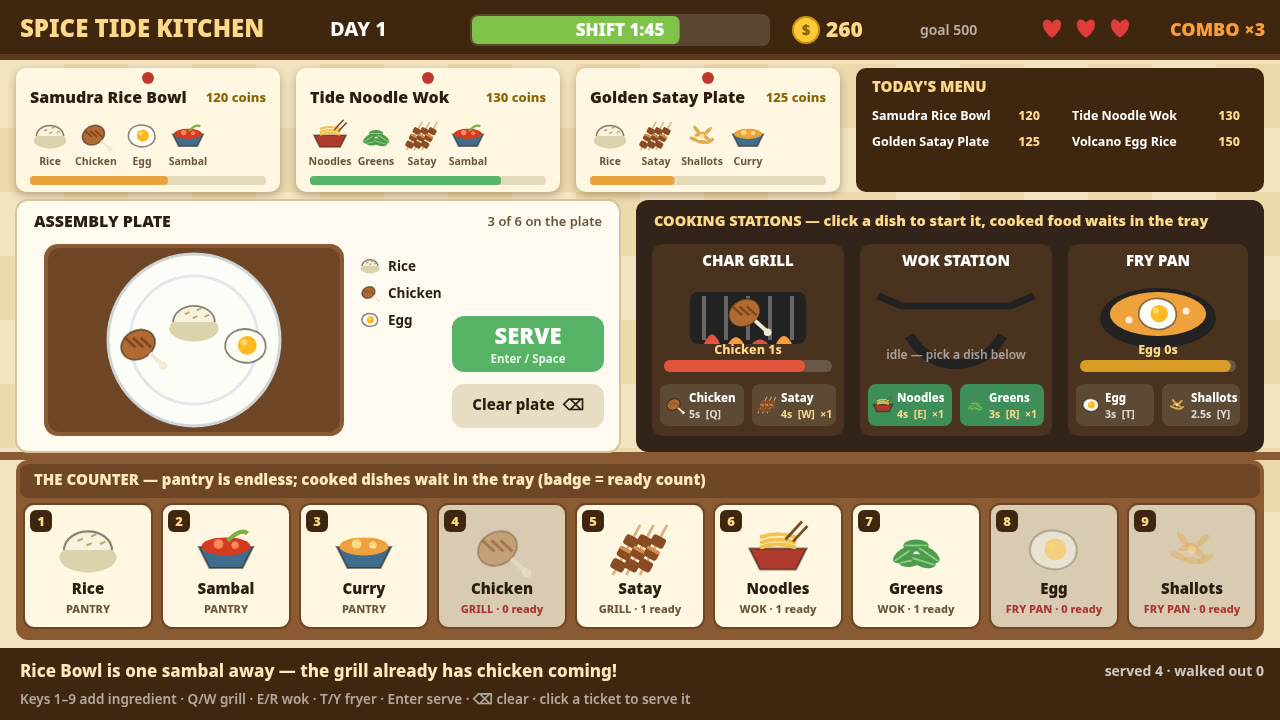 SPICE TIDE KITCHEN
DAY 1
SHIFT 1:45
$ 260
goal 500
COMBO ×3
Samudra Rice Bowl 120 coins
Rice Chicken Egg Sambal
Tide Noodle Wok 130 coins
Noodles Greens Satay Sambal
Golden Satay Plate 125 coins
Rice Satay Shallots Curry
TODAY'S MENU
Samudra Rice Bowl 120 Tide Noodle Wok 130
Golden Satay Plate 125 Volcano Egg Rice 150
ASSEMBLY PLATE 3 of 6 on the plate
Rice
Chicken
Egg
SERVE
Enter / Space
Clear plate ⌫
COOKING STATIONS — click a dish to start it, cooked food waits in the tray
CHAR GRILL
Chicken 1s
Chicken
5s [Q]
Satay
4s [W] ×1
WOK STATION
idle — pick a dish below
Noodles
4s [E] ×1
Greens
3s [R] ×1
FRY PAN
Egg 0s
Egg
3s [T]
Shallots
2.5s [Y]
THE COUNTER — pantry is endless; cooked dishes wait in the tray (badge = ready count)
1
Rice
PANTRY
2
Sambal
PANTRY
3
Curry
PANTRY
4
Chicken
GRILL · 0 ready
5
Satay
GRILL · 1 ready
6
Noodles
WOK · 1 ready
7
Greens
WOK · 1 ready
8
Egg
FRY PAN · 0 ready
9
Shallots
FRY PAN · 0 ready
Rice Bowl is one sambal away — the grill already has chicken coming!
served 4 · walked out 0
Keys 1–9 add ingredient · Q/W grill · E/R wok · T/Y fryer · Enter serve · ⌫ clear · click a ticket to serve it